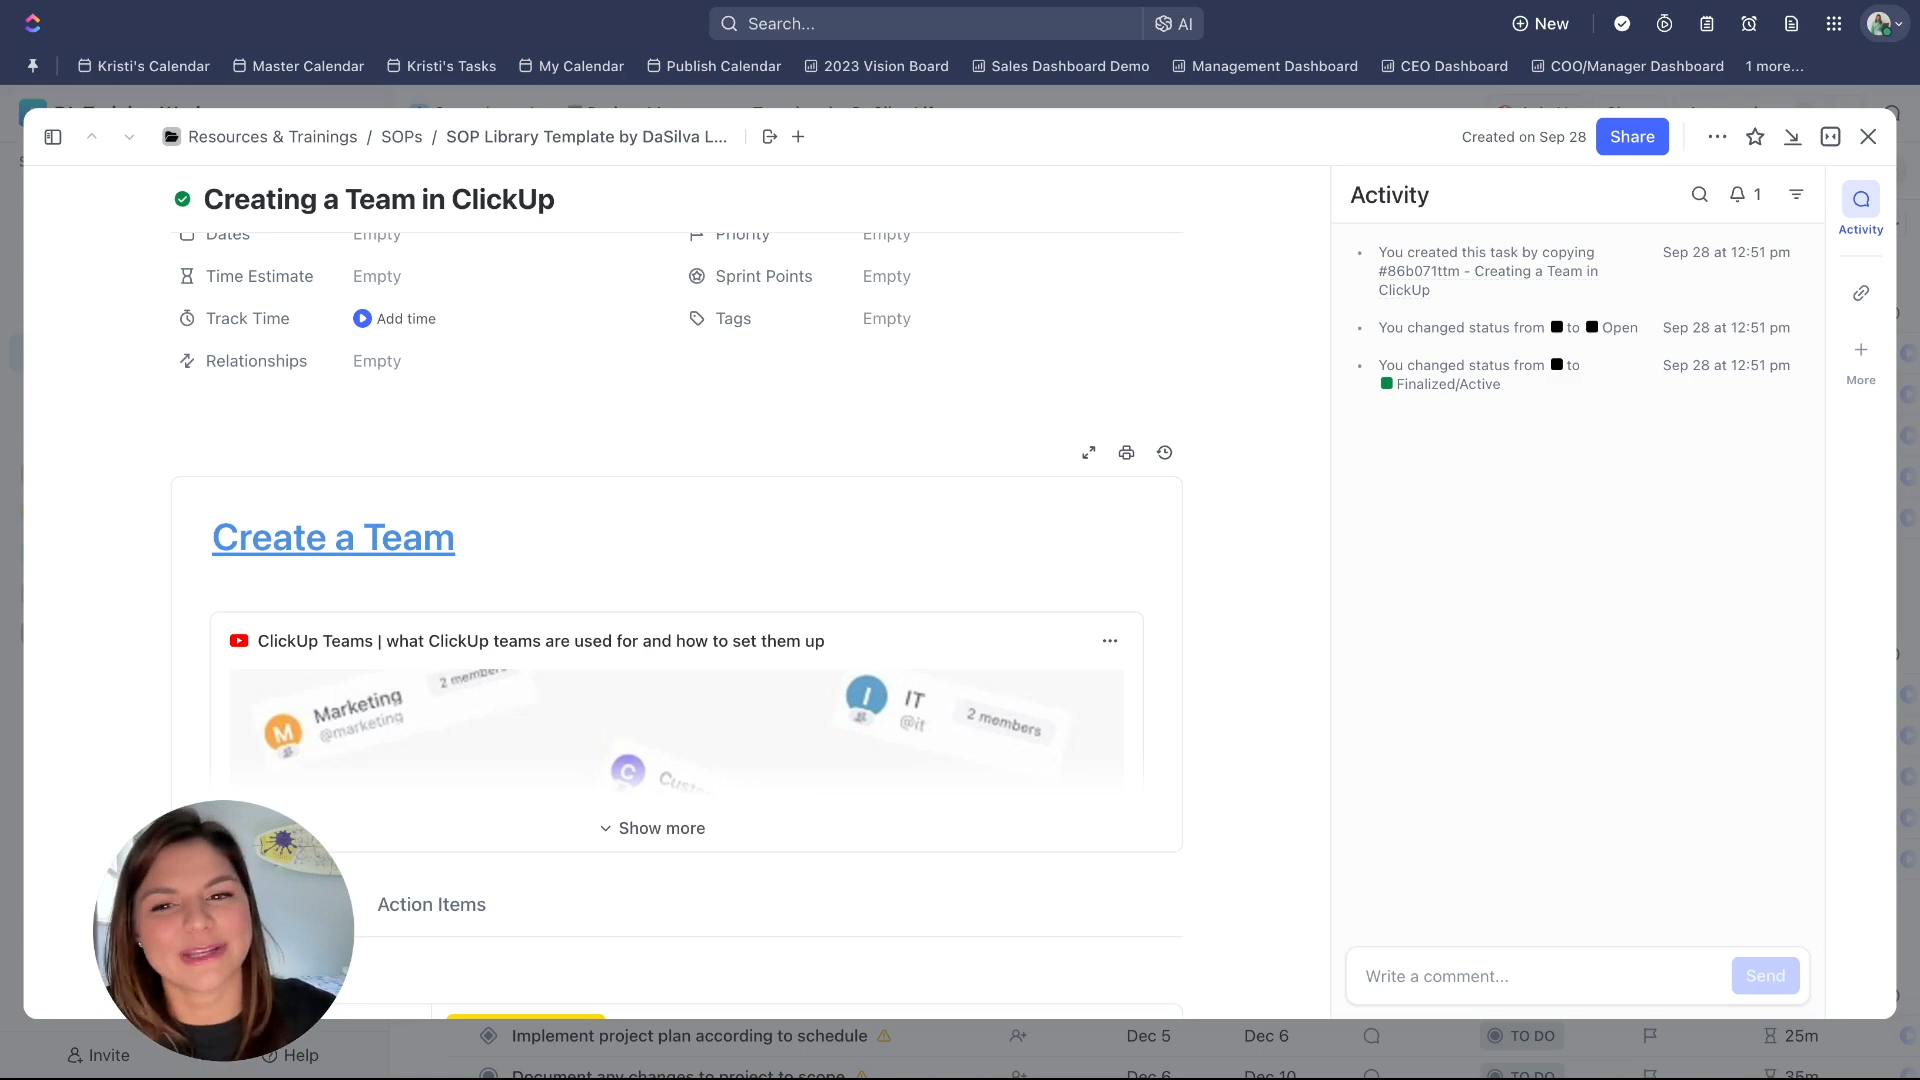 Search...
AI
New
Kristi's Calendar
Master Calendar
Kristi's Tasks
My Calendar
Publish Calendar
2023 Vision Board
Sales Dashboard Demo
Management Dashboard
CEO Dashboard
COO/Manager Dashboard
1 more...
Resources & Trainings / SOPs / SOP Library Template by DaSilva L...
Created on Sep 28
Share
Creating a Team in ClickUp
Dates
Empty
Priority
Empty
Time Estimate
Empty
Sprint Points
Empty
Track Time
Add time
Tags
Empty
Relationships
Empty
Create a Team
ClickUp Teams | what ClickUp teams are used for and how to set them up
M
Marketing
@marketing
2 members
I
IT
@it
2 members
C
Show more
Action Items
Activity
1
You created this task by copying
#86b071ttm - Creating a Team in
ClickUp
Sep 28 at 12:51 pm
You changed status from to Open
Sep 28 at 12:51 pm
You changed status from to
Finalized/Active
Sep 28 at 12:51 pm
Activity
More
Write a comment...
Send
Invite
Help
Implement project plan according to schedule
Dec 5
Dec 6
TO DO
25m
Document any changes to project to scope
Dec 6
Dec 10
TO DO
35m